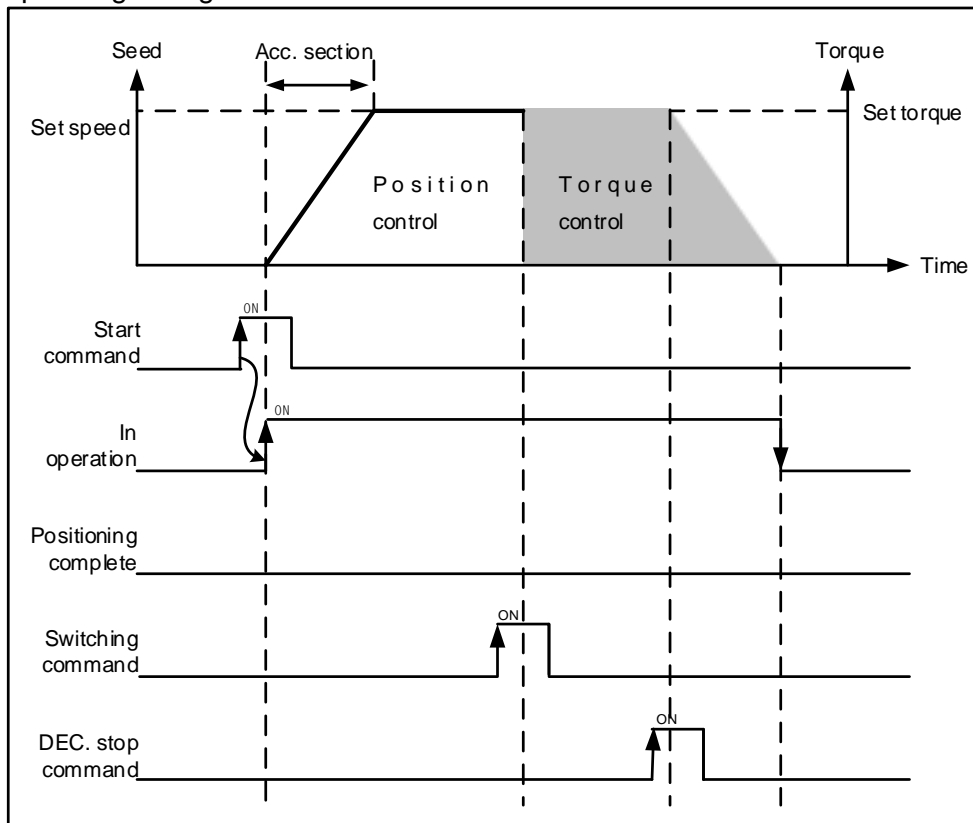 Seed
Acc. section
Torque
Set speed
Set torque
Position
control
Torque
control
Time
ON
Start
command
ON
In
operation
Positioning
complete
ON
Switching
command
ON
DEC. stop
command